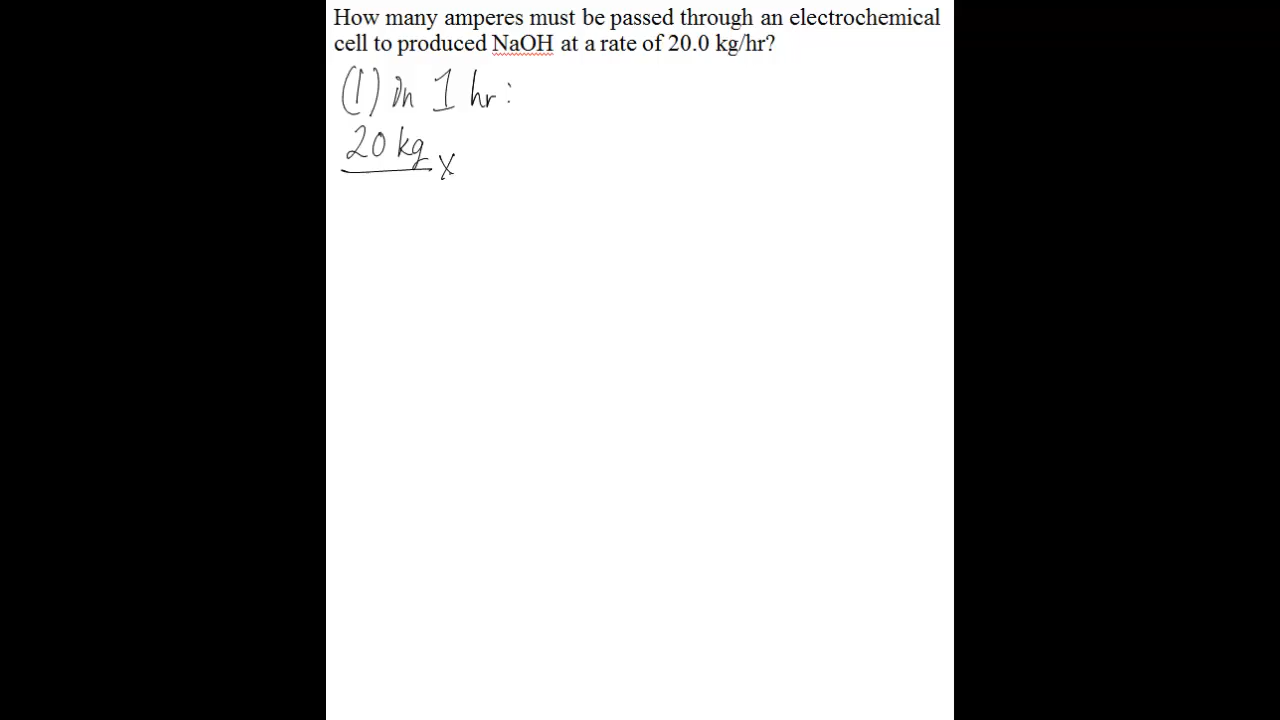 How many amperes must be passed through an electrochemical
cell to produced NaOH at a rate of 20.0 kg/hr?
(1) In 1 hr:
20 kg x